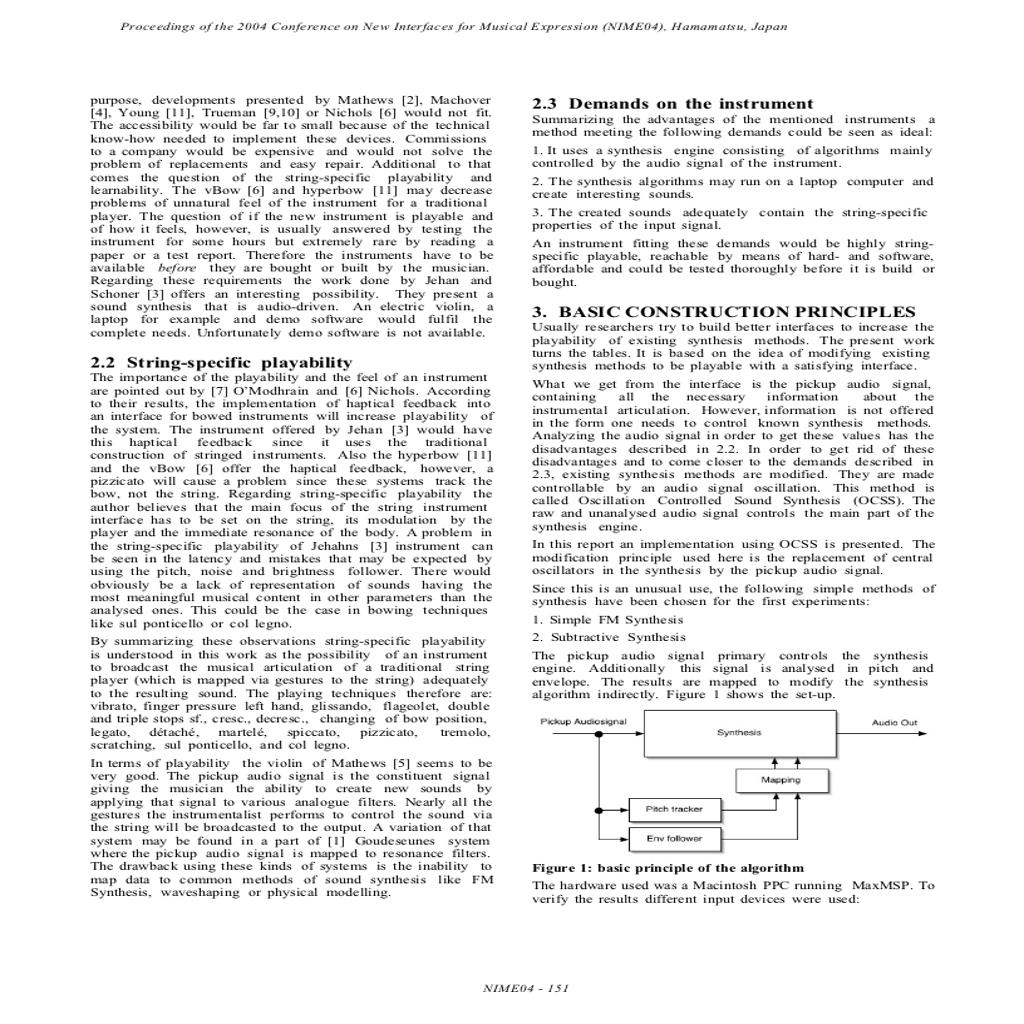 Proceedings of the 2004 Conference on New Interfaces for Musical Expression (NIME04), Hamamatsu, Japan
purpose, developments presented by Mathews [2], Machover
[4], Young [11], Trueman [9,10] or Nichols [6] would not fit.
The accessibility would be far to small because of the technical
know-how needed to implement these devices. Commissions
to a company would be expensive and would not solve the
problem of replacements and easy repair. Additional to that
comes the question of the string-specific playability and
learnability. The vBow [6] and hyperbow [11] may decrease
problems of unnatural feel of the instrument for a traditional
player. The question of if the new instrument is playable and
of how it feels, however, is usually answered by testing the
instrument for some hours but extremely rare by reading a
paper or a test report. Therefore the instruments have to be
available before they are bought or built by the musician.
Regarding these requirements the work done by Jehan and
Schoner [3] offers an interesting possibility. They present a
sound synthesis that is audio-driven. An electric violin, a
laptop for example and demo software would fulfil the
complete needs. Unfortunately demo software is not available.
2.2 String-specific playability
The importance of the playability and the feel of an instrument
are pointed out by [7] O'Modhrain and [6] Nichols. According
to their results, the implementation of haptical feedback into
an interface for bowed instruments will increase playability of
the system. The instrument offered by Jehan [3] would have
this haptical feedback since it uses the traditional
construction of stringed instruments. Also the hyperbow [11]
and the vBow [6] offer the haptical feedback, however, a
pizzicato will cause a problem since these systems track the
bow, not the string. Regarding string-specific playability the
author believes that the main focus of the string instrument
interface has to be set on the string, its modulation by the
player and the immediate resonance of the body. A problem in
the string-specific playability of Jehahns [3] instrument can
be seen in the latency and mistakes that may be expected by
using the pitch, noise and brightness follower. There would
obviously be a lack of representation of sounds having the
most meaningful musical content in other parameters than the
analysed ones. This could be the case in bowing techniques
like sul ponticello or col legno.
By summarizing these observations string-specific playability
is understood in this work as the possibility of an instrument
to broadcast the musical articulation of a traditional string
player (which is mapped via gestures to the string) adequately
to the resulting sound. The playing techniques therefore are:
vibrato, finger pressure left hand, glissando, flageolet, double
and triple stops sf., cresc., decresc., changing of bow position,
legato, détaché, martelé, spiccato, pizzicato, tremolo,
scratching, sul ponticello, and col legno.
In terms of playability the violin of Mathews [5] seems to be
very good. The pickup audio signal is the constituent signal
giving the musician the ability to create new sounds by
applying that signal to various analogue filters. Nearly all the
gestures the instrumentalist performs to control the sound via
the string will be broadcasted to the output. A variation of that
system may be found in a part of [1] Goudeseunes system
where the pickup audio signal is mapped to resonance filters.
The drawback using these kinds of systems is the inability to
map data to common methods of sound synthesis like FM
Synthesis, waveshaping or physical modelling.
2.3 Demands on the instrument
Summarizing the advantages of the mentioned instruments a
method meeting the following demands could be seen as ideal:
1. It uses a synthesis engine consisting of algorithms mainly
controlled by the audio signal of the instrument.
2. The synthesis algorithms may run on a laptop computer and
create interesting sounds.
3. The created sounds adequately contain the string-specific
properties of the input signal.
An instrument fitting these demands would be highly string-
specific playable, reachable by means of hard- and software,
affordable and could be tested thoroughly before it is build or
bought.
3. BASIC CONSTRUCTION PRINCIPLES
Usually researchers try to build better interfaces to increase the
playability of existing synthesis methods. The present work
turns the tables. It is based on the idea of modifying existing
synthesis methods to be playable with a satisfying interface.
What we get from the interface is the pickup audio signal,
containing all the necessary information about the
instrumental articulation. However, information is not offered
in the form one needs to control known synthesis methods.
Analyzing the audio signal in order to get these values has the
disadvantages described in 2.2. In order to get rid of these
disadvantages and to come closer to the demands described in
2.3, existing synthesis methods are modified. They are made
controllable by an audio signal oscillation. This method is
called Oscillation Controlled Sound Synthesis (OCSS). The
raw and unanalysed audio signal controls the main part of the
synthesis engine.
In this report an implementation using OCSS is presented. The
modification principle used here is the replacement of central
oscillators in the synthesis by the pickup audio signal.
Since this is an unusual use, the following simple methods of
synthesis have been chosen for the first experiments:
1. Simple FM Synthesis
2. Subtractive Synthesis
The pickup audio signal primary controls the synthesis
engine. Additionally this signal is analysed in pitch and
envelope. The results are mapped to modify the synthesis
algorithm indirectly. Figure 1 shows the set-up.
Pickup Audiosignal
Synthesis
Audio Out
Mapping
Pitch tracker
Env follower
Figure 1: basic principle of the algorithm
The hardware used was a Macintosh PPC running MaxMSP. To
verify the results different input devices were used:
NIME04 - 151